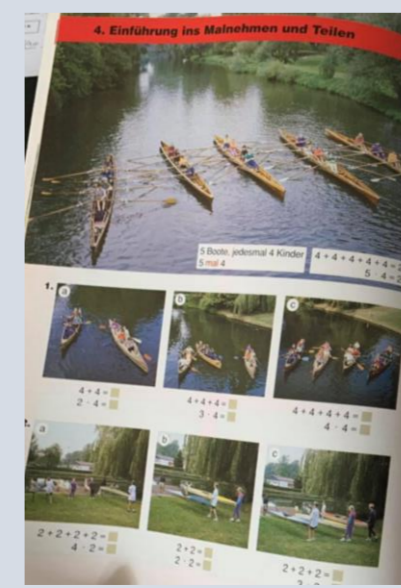 4. Einführung ins Malnehmen und Teilen
5 Boote, jedesmal 4 Kinder
5 mal 4
4 + 4 + 4 + 4 + 4 =
5 · 4 =
1.
a
b
c
4 + 4 =
2 · 4 =
4 + 4 + 4 =
3 · 4 =
4 + 4 + 4 + 4 =
4 · 4 =
a
b
c
2 + 2 + 2 + 2 =
4 · 2 =
2 + 2 =
2 · 2 =
2 + 2 + 2 =